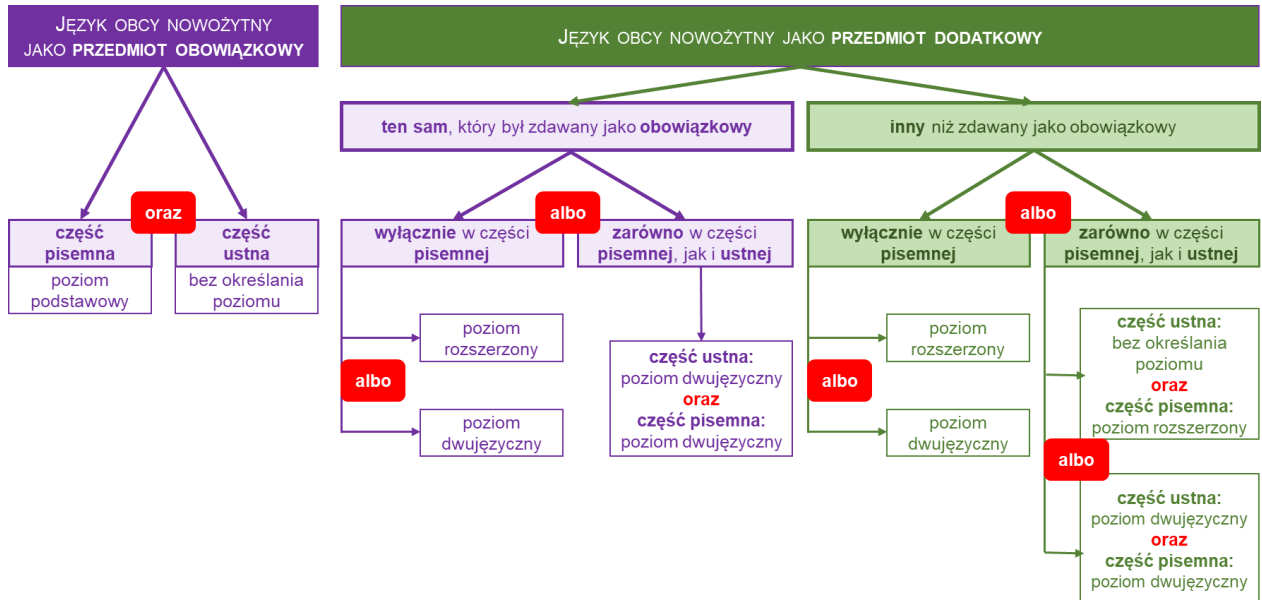 JĘZYK OBCY NOWOŻYTNY
JAKO PRZEDMIOT OBOWIĄZKOWY
JĘZYK OBCY NOWOŻYTNY JAKO PRZEDMIOT DODATKOWY
ten sam, który był zdawany jako obowiązkowy
inny niż zdawany jako obowiązkowy
oraz
część
pisemna
poziom
podstawowy
część
ustna
bez określania
poziomu
albo
wyłącznie w części
pisemnej
poziom
rozszerzony
albo
poziom
dwujęzyczny
zarówno w części
pisemnej, jak i ustnej
część ustna:
poziom dwujęzyczny
oraz
część pisemna:
poziom dwujęzyczny
albo
wyłącznie w części
pisemnej
poziom
rozszerzony
albo
poziom
dwujęzyczny
zarówno w części
pisemnej, jak i ustnej
część ustna:
bez określania
poziomu
oraz
część pisemna:
poziom rozszerzony
albo
część ustna:
poziom dwujęzyczny
oraz
część pisemna:
poziom dwujęzyczny